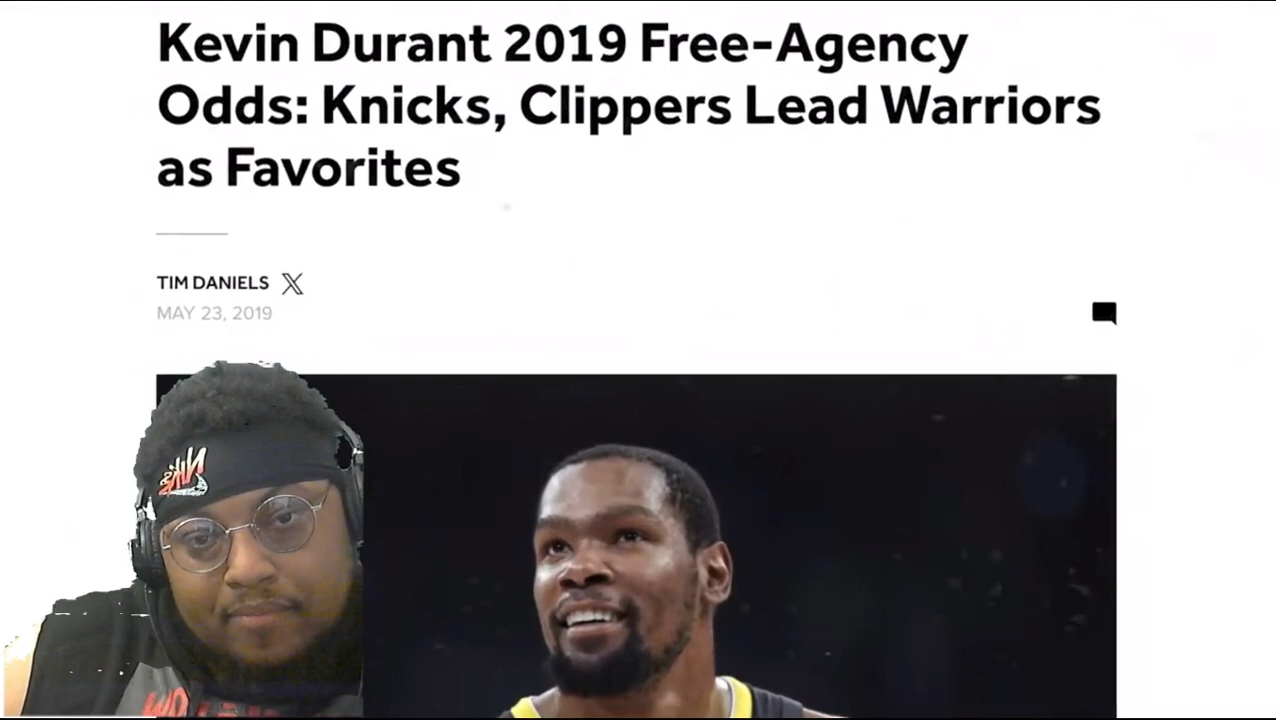 Kevin Durant 2019 Free-Agency
Odds: Knicks, Clippers Lead Warriors
as Favorites
TIM DANIELS X
MAY 23, 2019